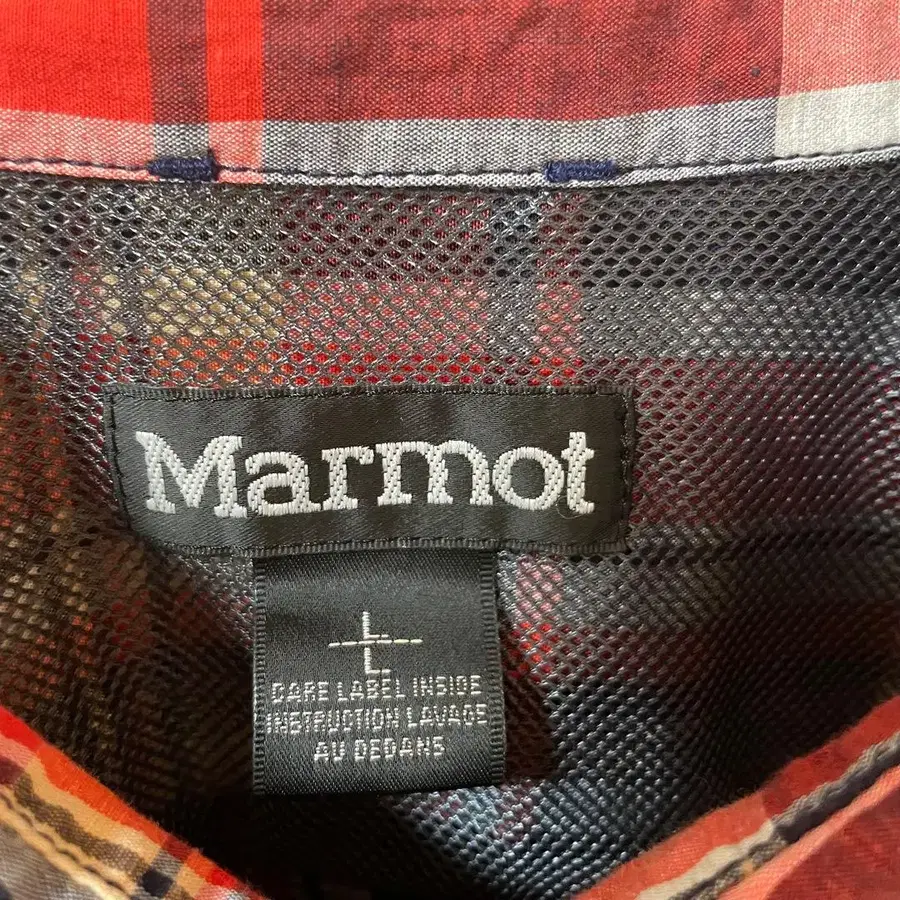 Marmot
L
CARE LABEL INSIDE
INSTRUCTION LAVAGE
AU DEDANS